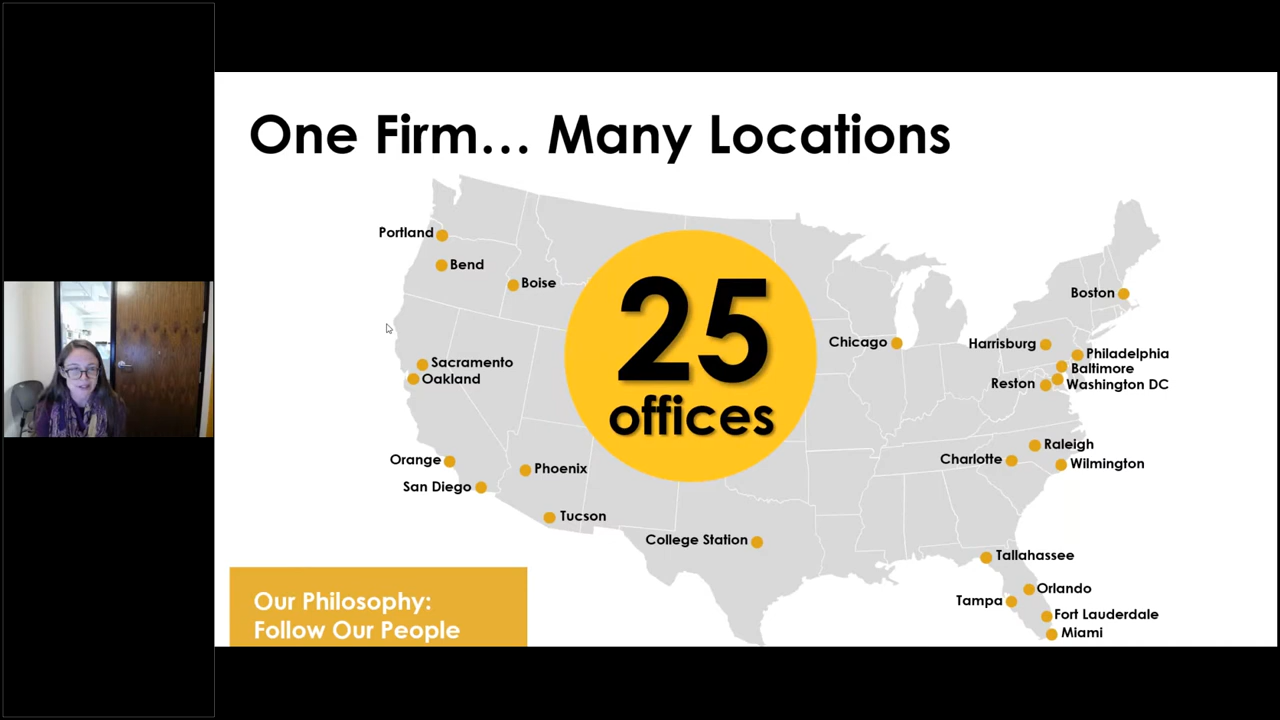 One Firm… Many Locations
Portland
Bend
Boise
25
offices
Boston
Chicago
Harrisburg
Philadelphia
Baltimore
Reston
Washington DC
Sacramento
Oakland
Raleigh
Charlotte
Wilmington
Orange
Phoenix
San Diego
Tucson
College Station
Tallahassee
Orlando
Tampa
Fort Lauderdale
Miami
Our Philosophy:
Follow Our People